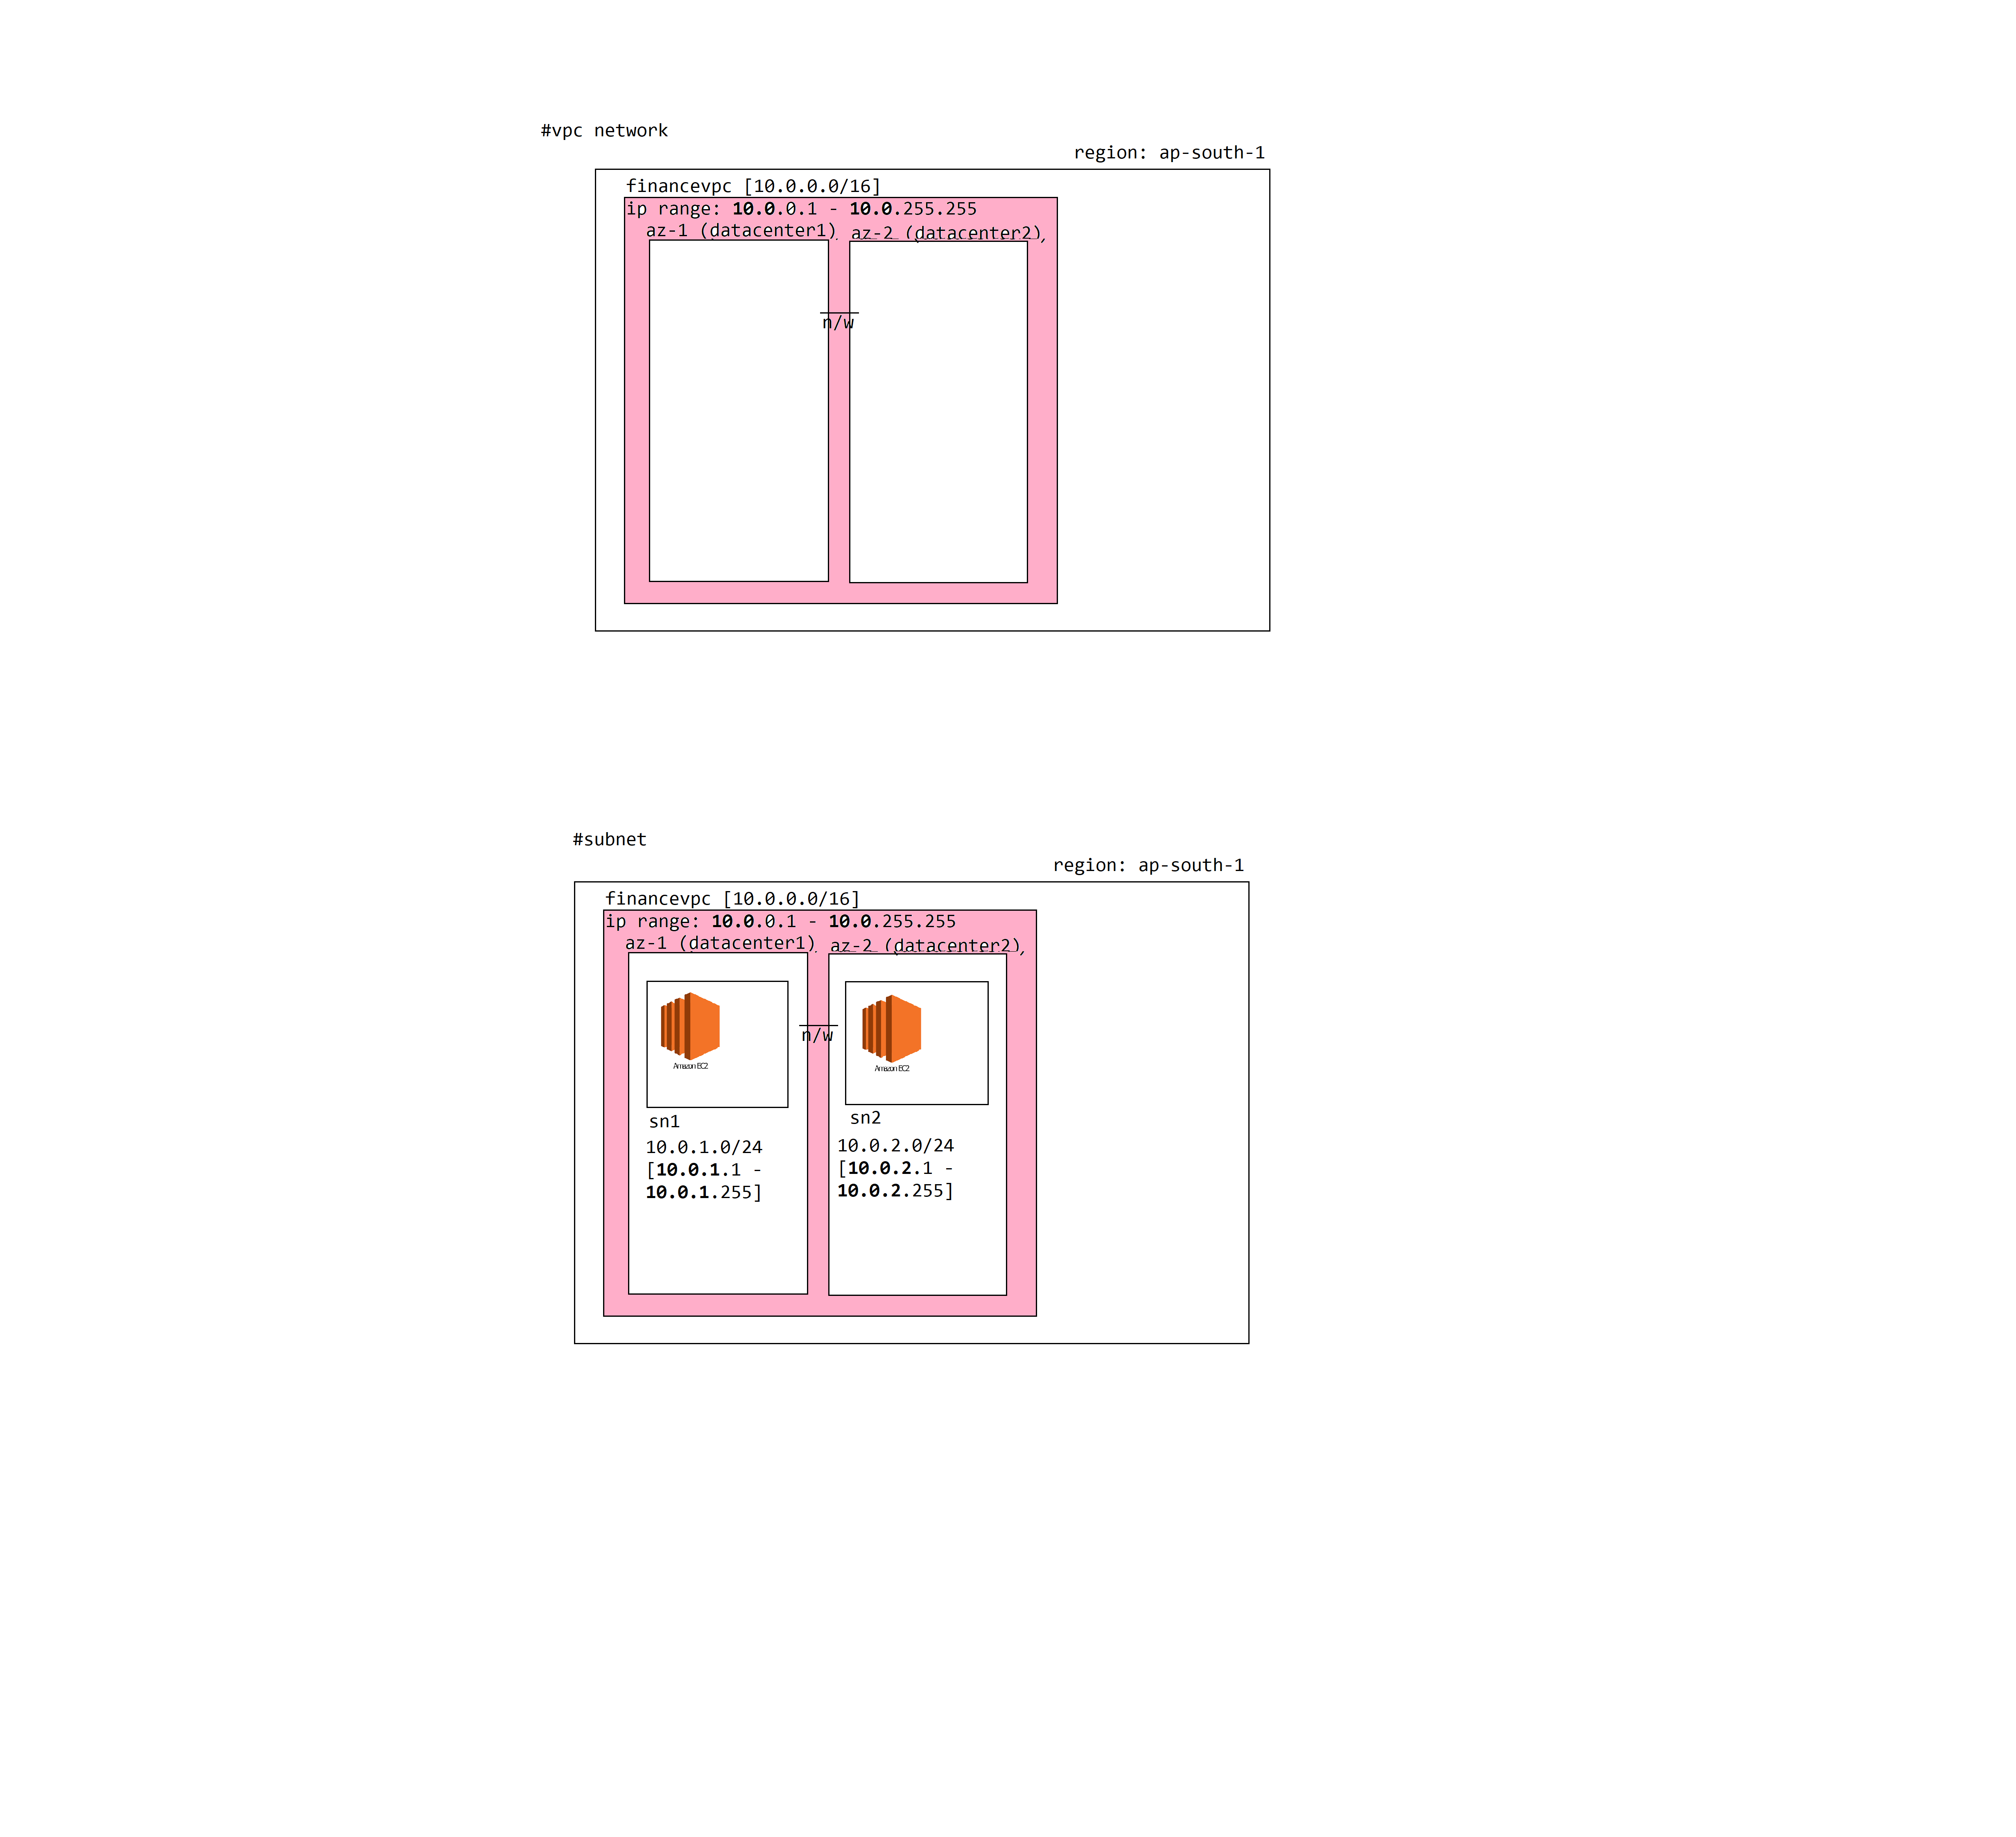 #vpc network
region: ap-south-1
financevpc [10.0.0.0/16]
ip range: 10.0.0.1 - 10.0.255.255
az-1 (datacenter1)
az-2 (datacenter2),
n/w
#subnet
region: ap-south-1
financevpc [10.0.0.0/16]
ip range: 10.0.0.1 - 10.0.255.255
az-1 (datacenter1)
az-2 (datacenter2),
n/w
Amazon EC2
sn1
10.0.1.0/24
[10.0.1.1 -
10.0.1.255]
Amazon EC2
sn2
10.0.2.0/24
[10.0.2.1 -
10.0.2.255]